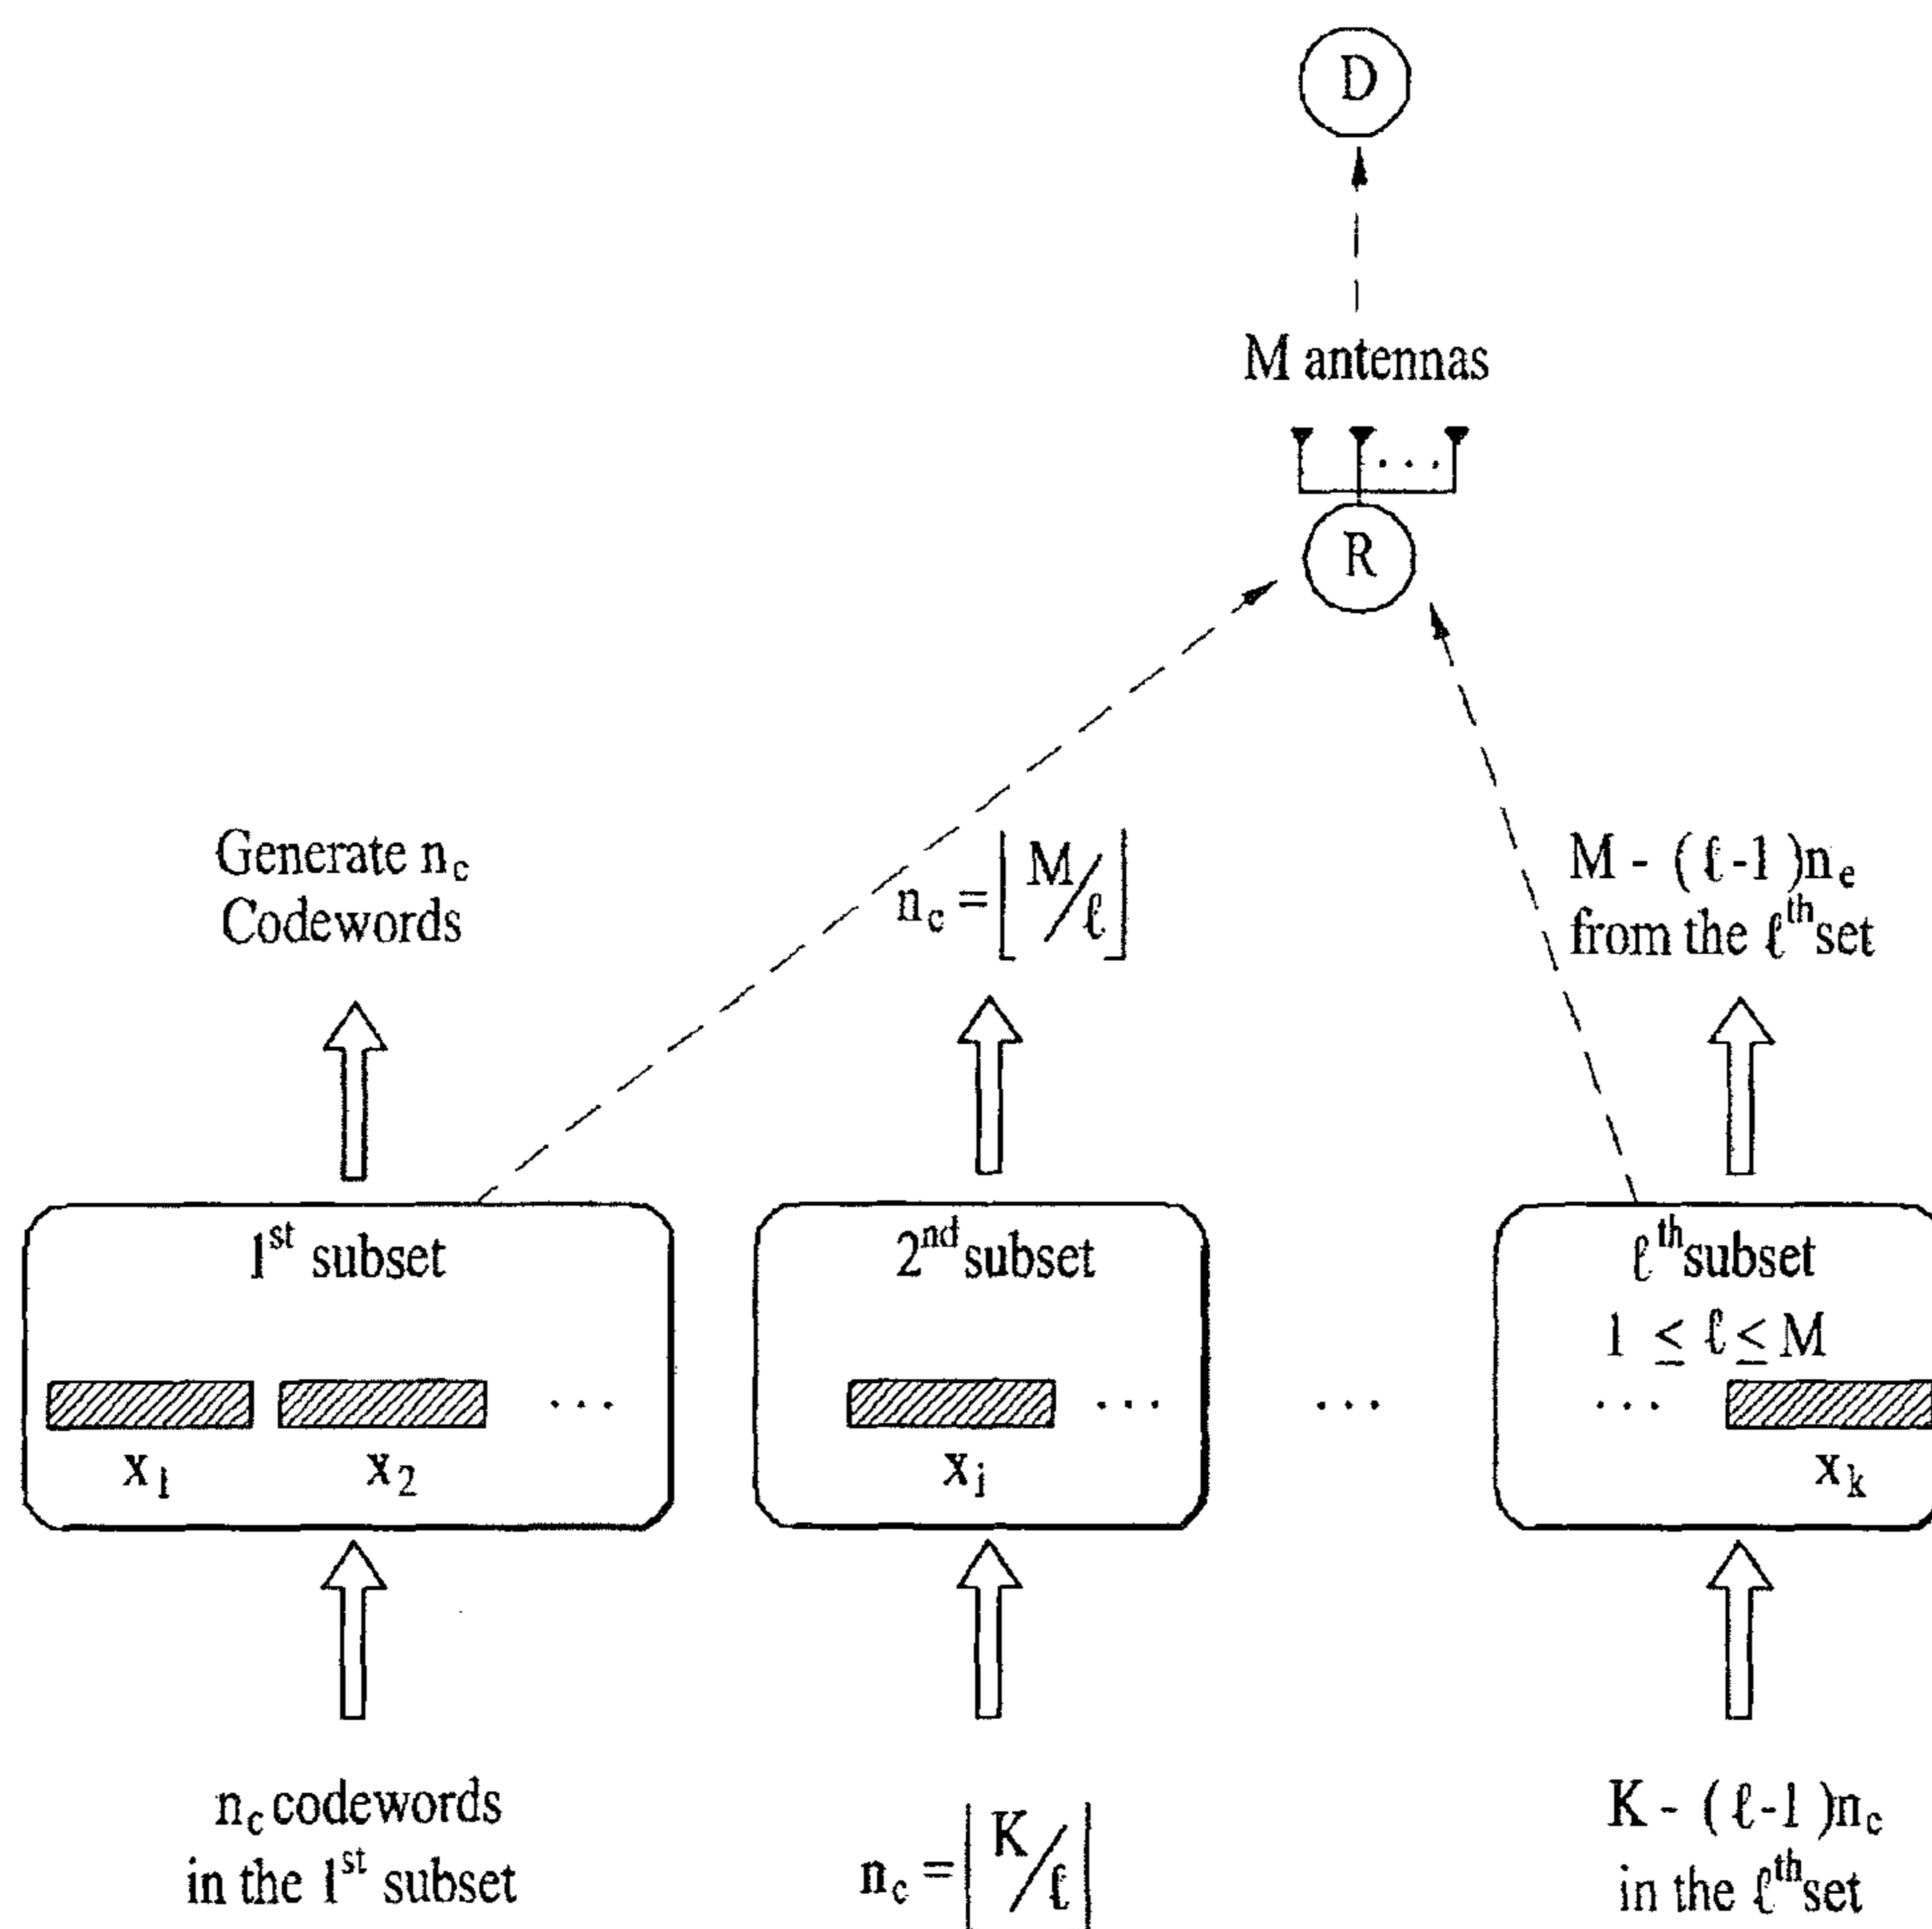 D
M antennas
...
R
Generate n_c
Codewords
n_c = ⌊M/ℓ⌋
M - (ℓ-1)n_e
from the ℓ^th set
1^st subset
2^nd subset
ℓ^th subset
1 ≤ ℓ ≤ M
... ... ... ...
x_1 x_2 x_i x_k
n_c codewords
in the 1^st subset
n_c = ⌊K/ℓ⌋
K - (ℓ-1)n_c
in the ℓ^th set